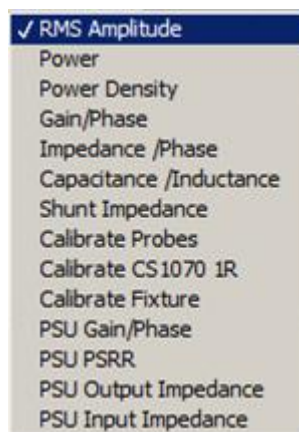 ✓ RMS Amplitude
Power
Power Density
Gain/Phase
Impedance /Phase
Capacitance /Inductance
Shunt Impedance
Calibrate Probes
Calibrate CS1070 1R
Calibrate Fixture
PSU Gain/Phase
PSU PSRR
PSU Output Impedance
PSU Input Impedance